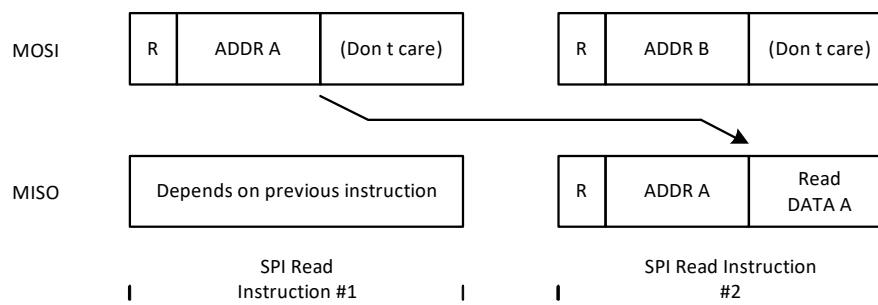 MOSI
R
ADDR A
(Don t care)
R
ADDR B
(Don t care)
MISO
Depends on previous instruction
R
ADDR A
Read
DATA A
SPI Read
Instruction #1
SPI Read Instruction
#2